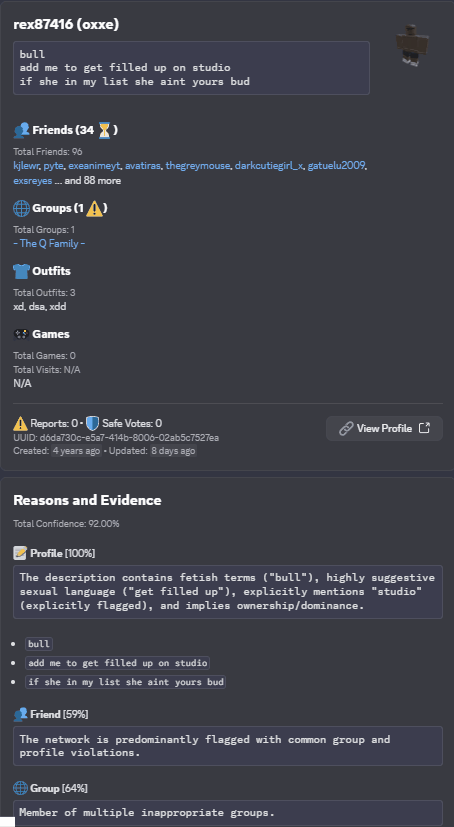 rex87416 (oxxe)
bull
add me to get filled up on studio
if she in my list she aint yours bud
Friends (34 ⏳)
Total Friends: 96
kjlewr, pyte, exeanimeyt, avatiras, thegreymouse, darkcutiegirl_x, gatuelu2009,
exsreyes ... and 88 more
Groups (1 ⚠️)
Total Groups: 1
- The Q Family -
Outfits
Total Outfits: 3
xd, dsa, xdd
Games
Total Games: 0
Total Visits: N/A
N/A
Reports: 0 • Safe Votes: 0
UUID: d6da730c-e5a7-414b-8006-02ab5c7527ea
Created: 4 years ago • Updated: 8 days ago
View Profile
Reasons and Evidence
Total Confidence: 92.00%
Profile [100%]
The description contains fetish terms ("bull"), highly suggestive
sexual language ("get filled up"), explicitly mentions "studio"
(explicitly flagged), and implies ownership/dominance.
• bull
• add me to get filled up on studio
• if she in my list she aint yours bud
Friend [59%]
The network is predominantly flagged with common group and
profile violations.
Group [64%]
Member of multiple inappropriate groups.